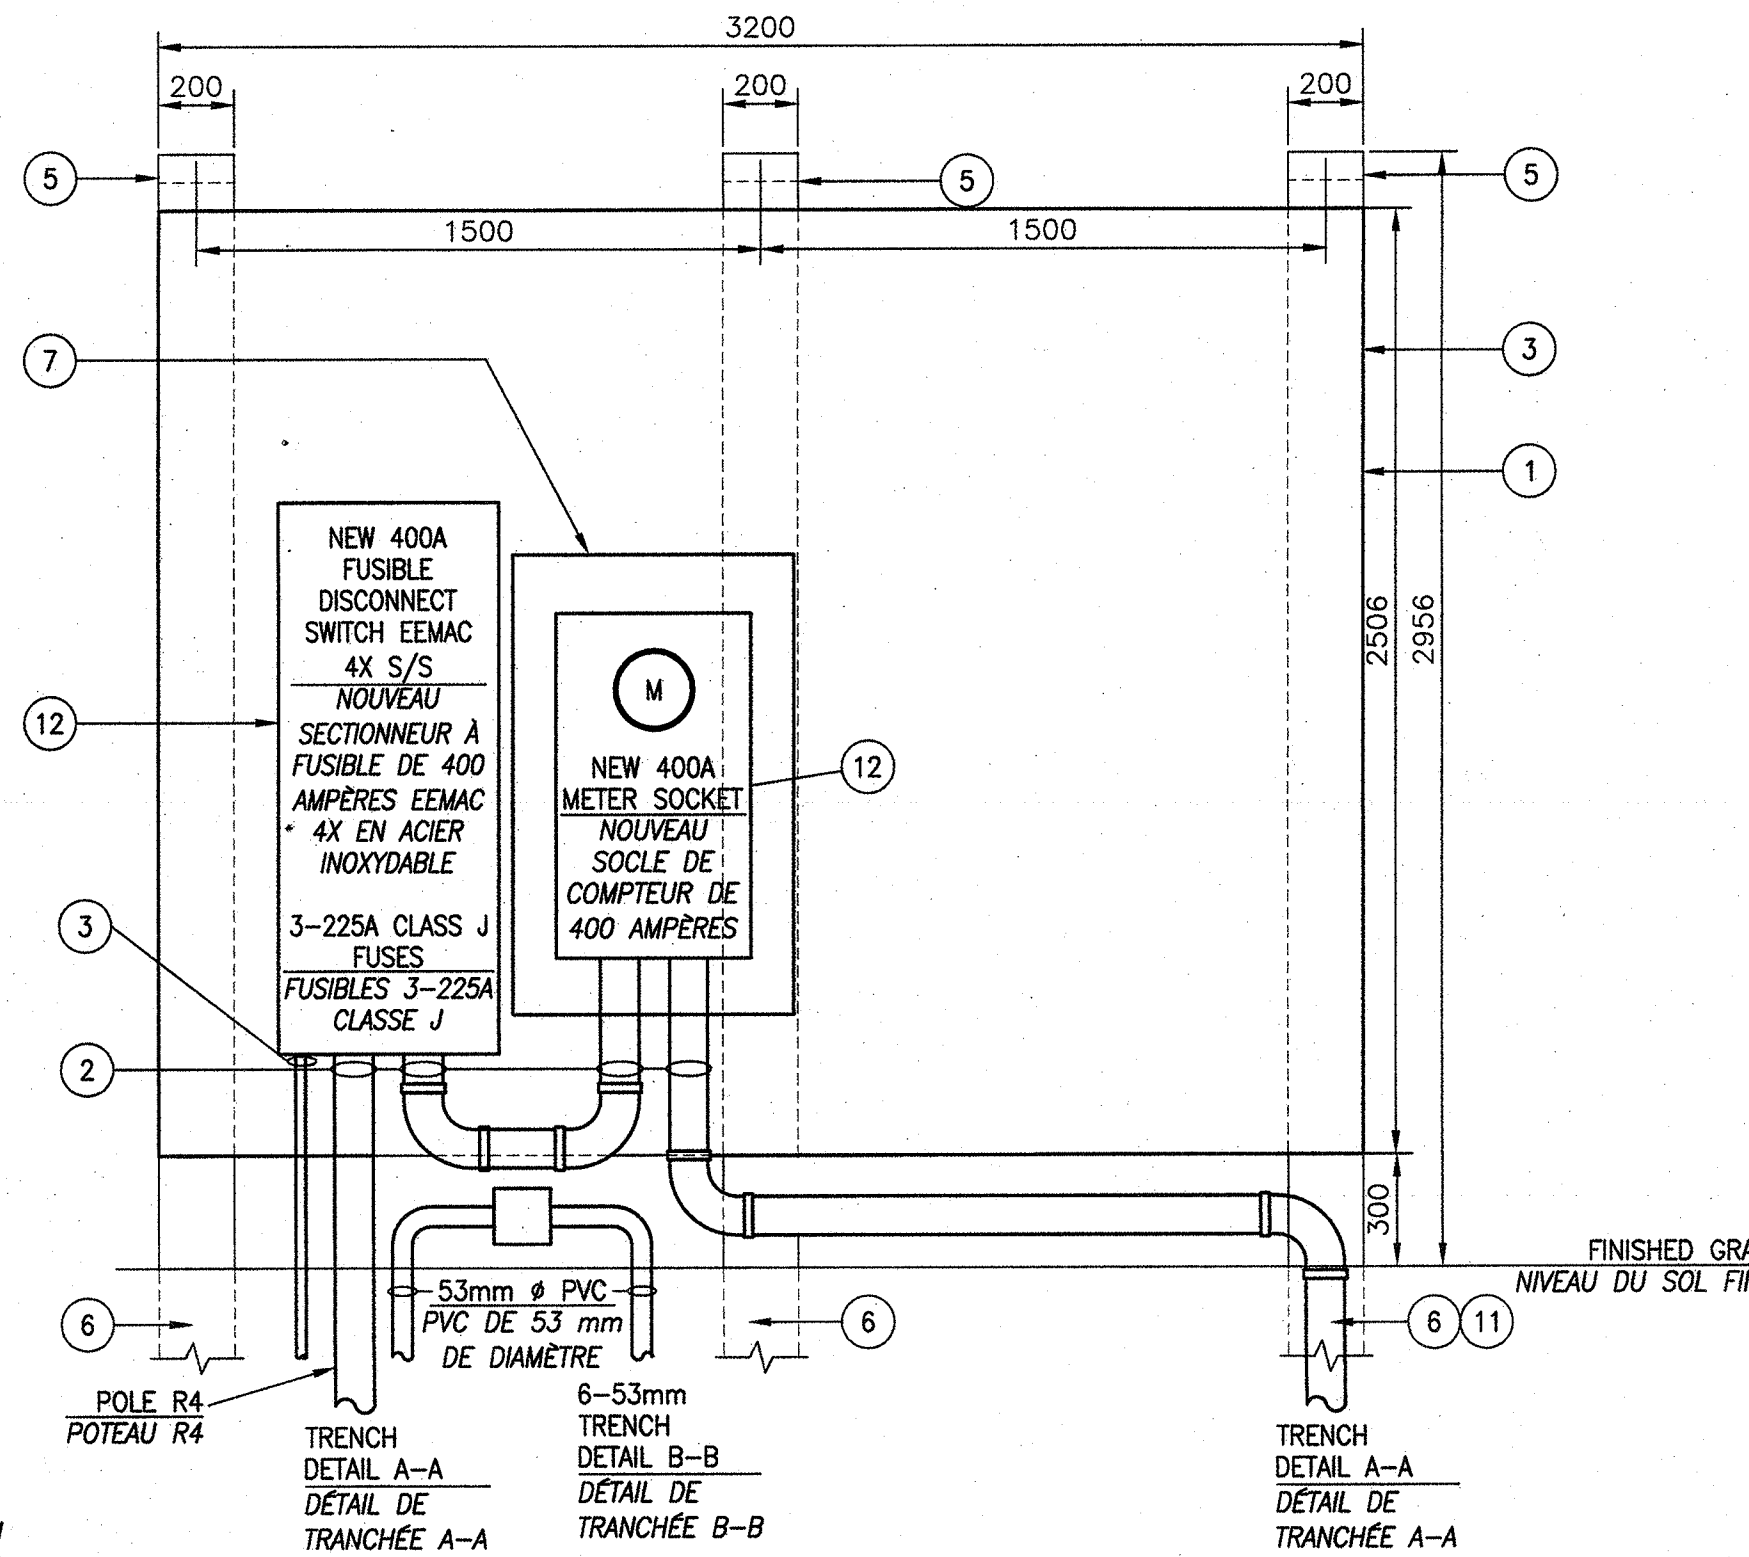 3200
200
200
200
5
5
5
1500
1500
7
3
1
NEW 400A
FUSIBLE
DISCONNECT
SWITCH EEMAC
4X S/S
NOUVEAU
SECTIONNEUR À
FUSIBLE DE 400
AMPÈRES EEMAC
4X EN ACIER
INOXYDABLE
3-225A CLASS J
FUSES
FUSIBLES 3-225A
CLASSE J
12
M
NEW 400A
METER SOCKET
NOUVEAU
SOCLE DE
COMPTEUR DE
400 AMPÈRES
12
2506
2956
3
2
300
FINISHED GRA
NIVEAU DU SOL FI
53mm ø PVC
PVC DE 53 mm
DE DIAMÈTRE
6
6
6
11
POLE R4
POTEAU R4
TRENCH
DETAIL A-A
DÉTAIL DE
TRANCHÉE A-A
6-53mm
TRENCH
DETAIL B-B
DÉTAIL DE
TRANCHÉE B-B
TRENCH
DETAIL A-A
DÉTAIL DE
TRANCHÉE A-A